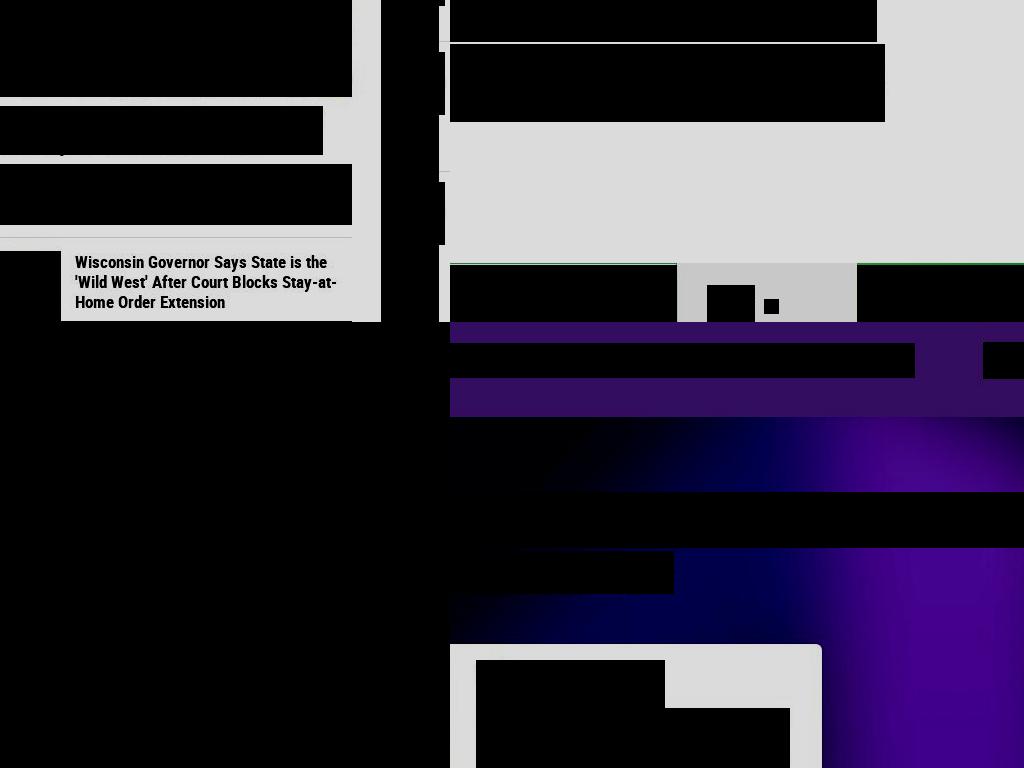 Wisconsin Governor Says State is the
'Wild West' After Court Blocks Stay-at-
Home Order Extension